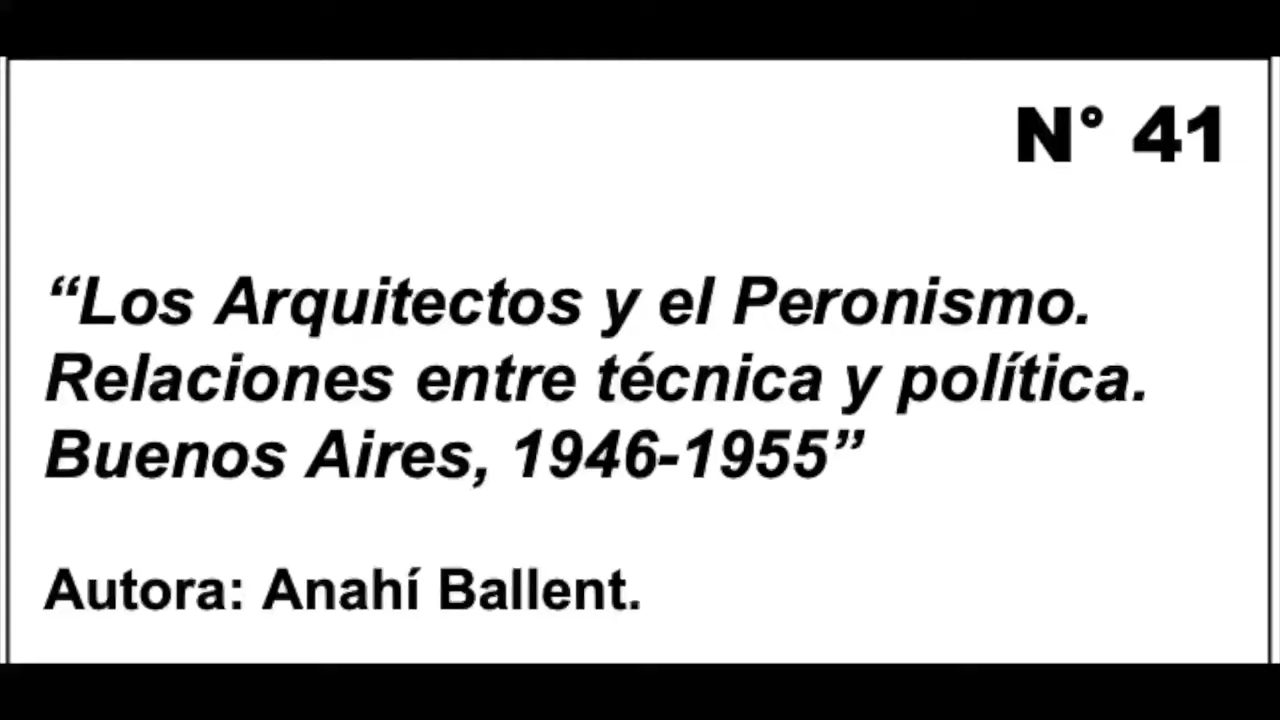 N° 41
“Los Arquitectos y el Peronismo.
Relaciones entre técnica y política.
Buenos Aires, 1946-1955”
Autora: Anahí Ballent.